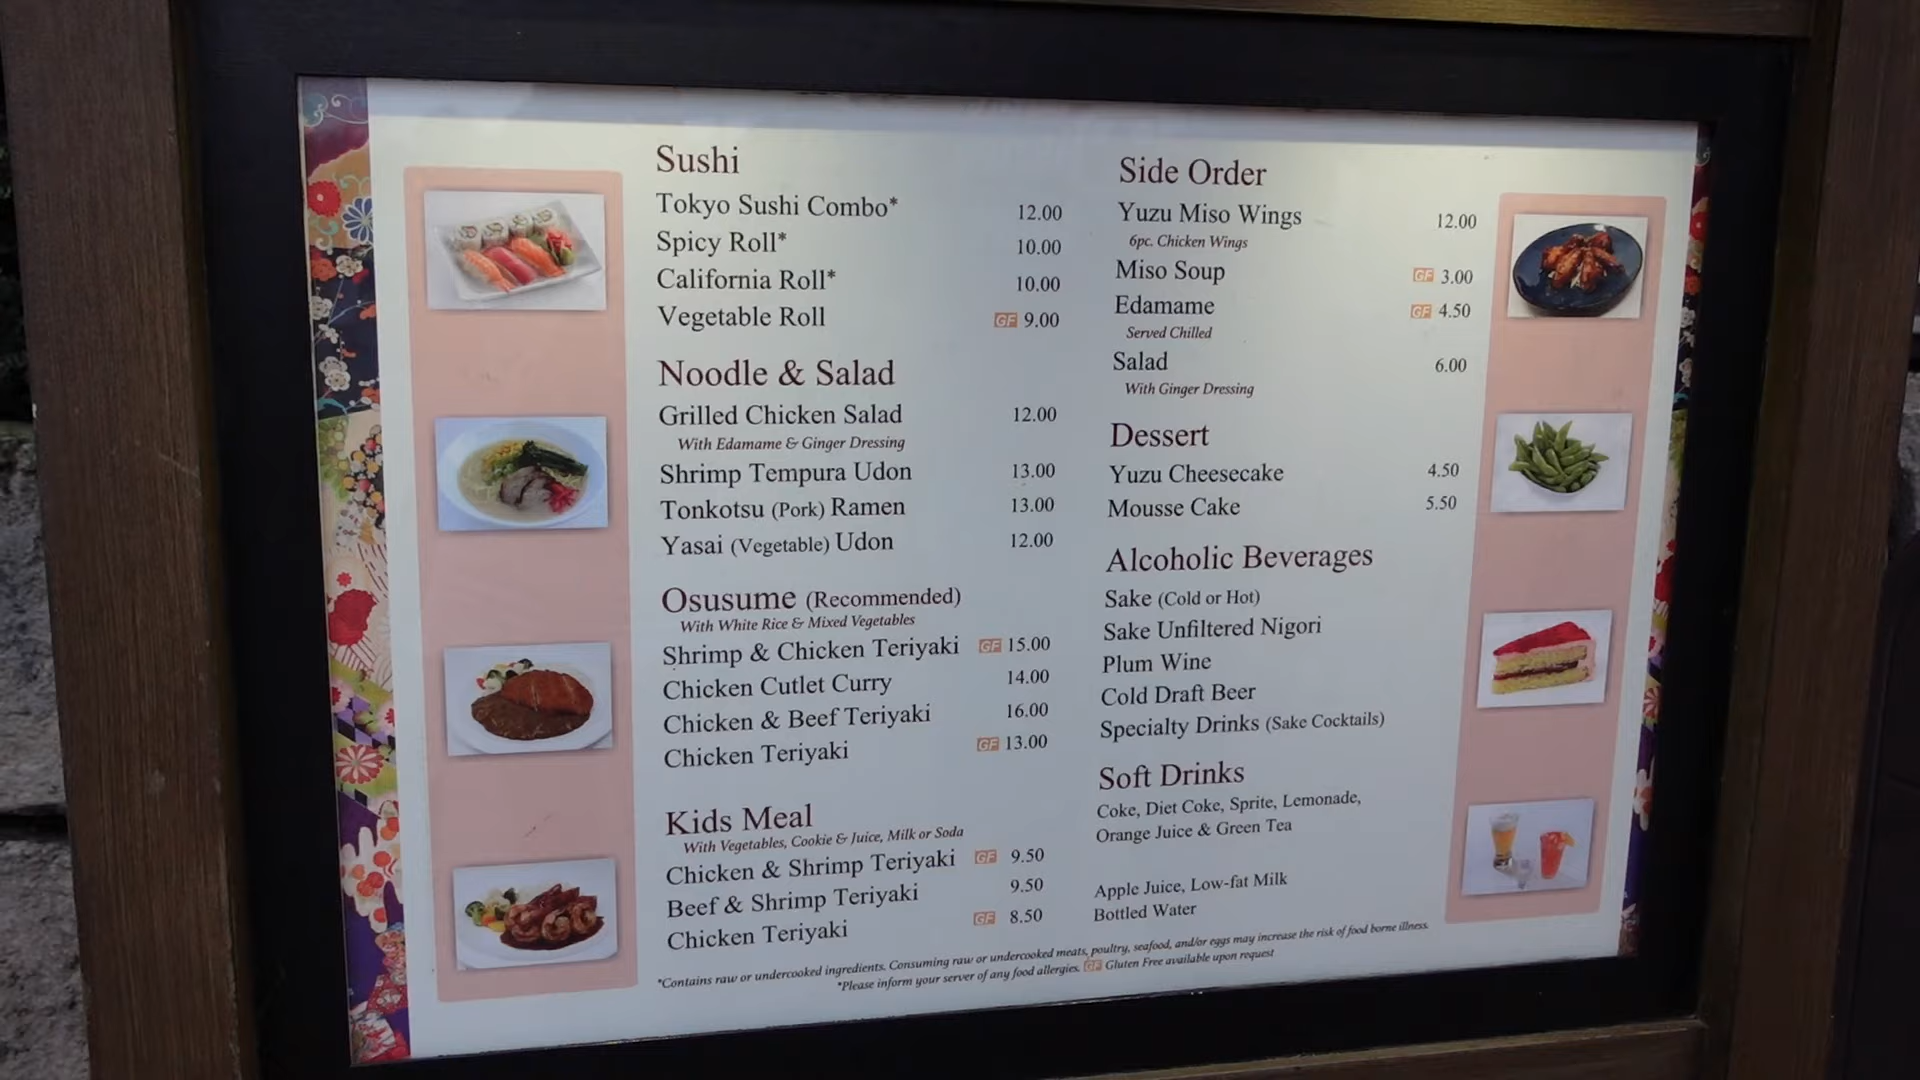 Sushi
Tokyo Sushi Combo* 12.00
Spicy Roll* 10.00
California Roll* 10.00
Vegetable Roll GF 9.00
Noodle & Salad
Grilled Chicken Salad 12.00
With Edamame & Ginger Dressing
Shrimp Tempura Udon 13.00
Tonkotsu (Pork) Ramen 13.00
Yasai (Vegetable) Udon 12.00
Osusume (Recommended)
With White Rice & Mixed Vegetables
Shrimp & Chicken Teriyaki GF 15.00
Chicken Cutlet Curry 14.00
Chicken & Beef Teriyaki 16.00
Chicken Teriyaki GF 13.00
Kids Meal
With Vegetables, Cookie & Juice, Milk or Soda
Chicken & Shrimp Teriyaki GF 9.50
Beef & Shrimp Teriyaki 9.50
Chicken Teriyaki GF 8.50
Side Order
Yuzu Miso Wings 12.00
6pc. Chicken Wings
Miso Soup GF 3.00
Edamame GF 4.50
Served Chilled
Salad 6.00
With Ginger Dressing
Dessert
Yuzu Cheesecake 4.50
Mousse Cake 5.50
Alcoholic Beverages
Sake (Cold or Hot)
Sake Unfiltered Nigori
Plum Wine
Cold Draft Beer
Specialty Drinks (Sake Cocktails)
Soft Drinks
Coke, Diet Coke, Sprite, Lemonade,
Orange Juice & Green Tea
Apple Juice, Low-fat Milk
Bottled Water
*Contains raw or undercooked ingredients. Consuming raw or undercooked meats, poultry, seafood, and/or eggs may increase the risk of food borne illness.
*Please inform your server of any food allergies. GF Gluten Free available upon request